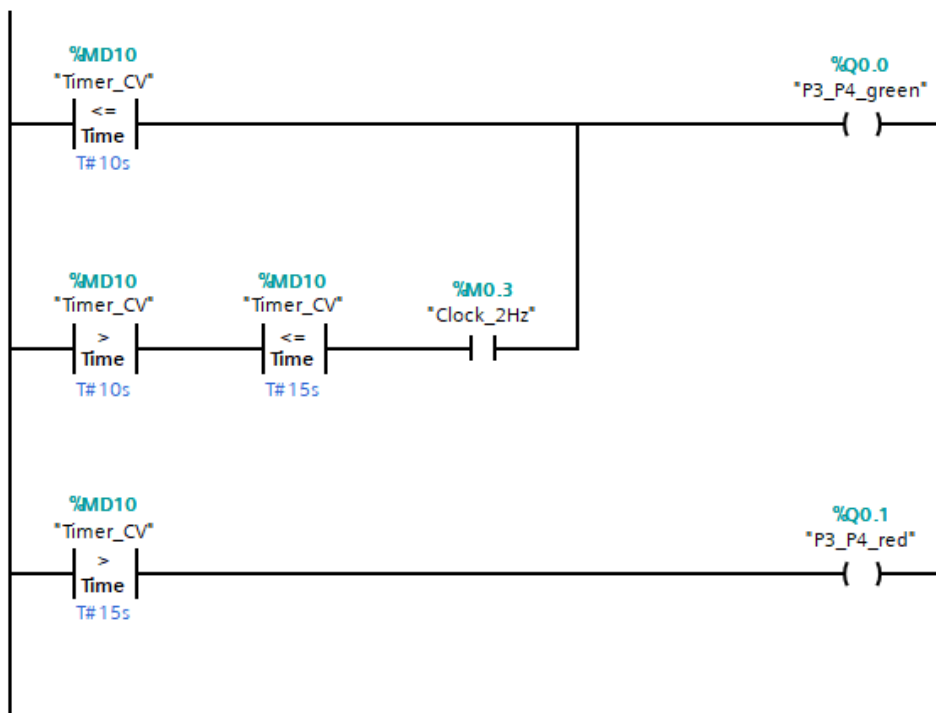 %MD10
"Timer_CV"
<=
Time
T#10s
%Q0.0
"P3_P4_green"
%MD10
"Timer_CV"
>
Time
T#10s
%MD10
"Timer_CV"
<=
Time
T#15s
%M0.3
"Clock_2Hz"
%MD10
"Timer_CV"
>
Time
T#15s
%Q0.1
"P3_P4_red"